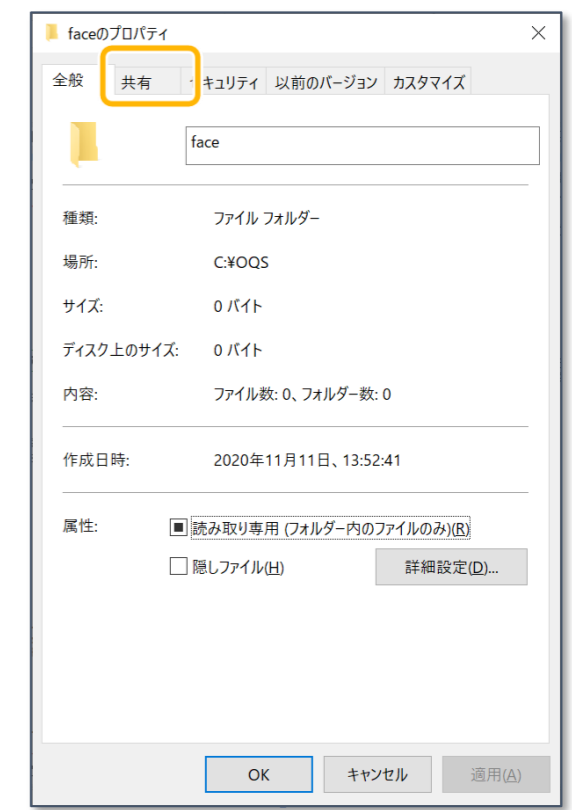 faceのプロパティ
全般 共有 キュリティ 以前のバージョン カスタマイズ
face
種類: ファイル フォルダー
場所: C:¥OQS
サイズ: 0 バイト
ディスク上のサイズ: 0 バイト
内容: ファイル数: 0、フォルダー数: 0
作成日時: 2020年11月11日、13:52:41
属性: 読み取り専用 (フォルダー内のファイルのみ)(R)
隠しファイル(H) 詳細設定(D)...
OK キャンセル 適用(A)